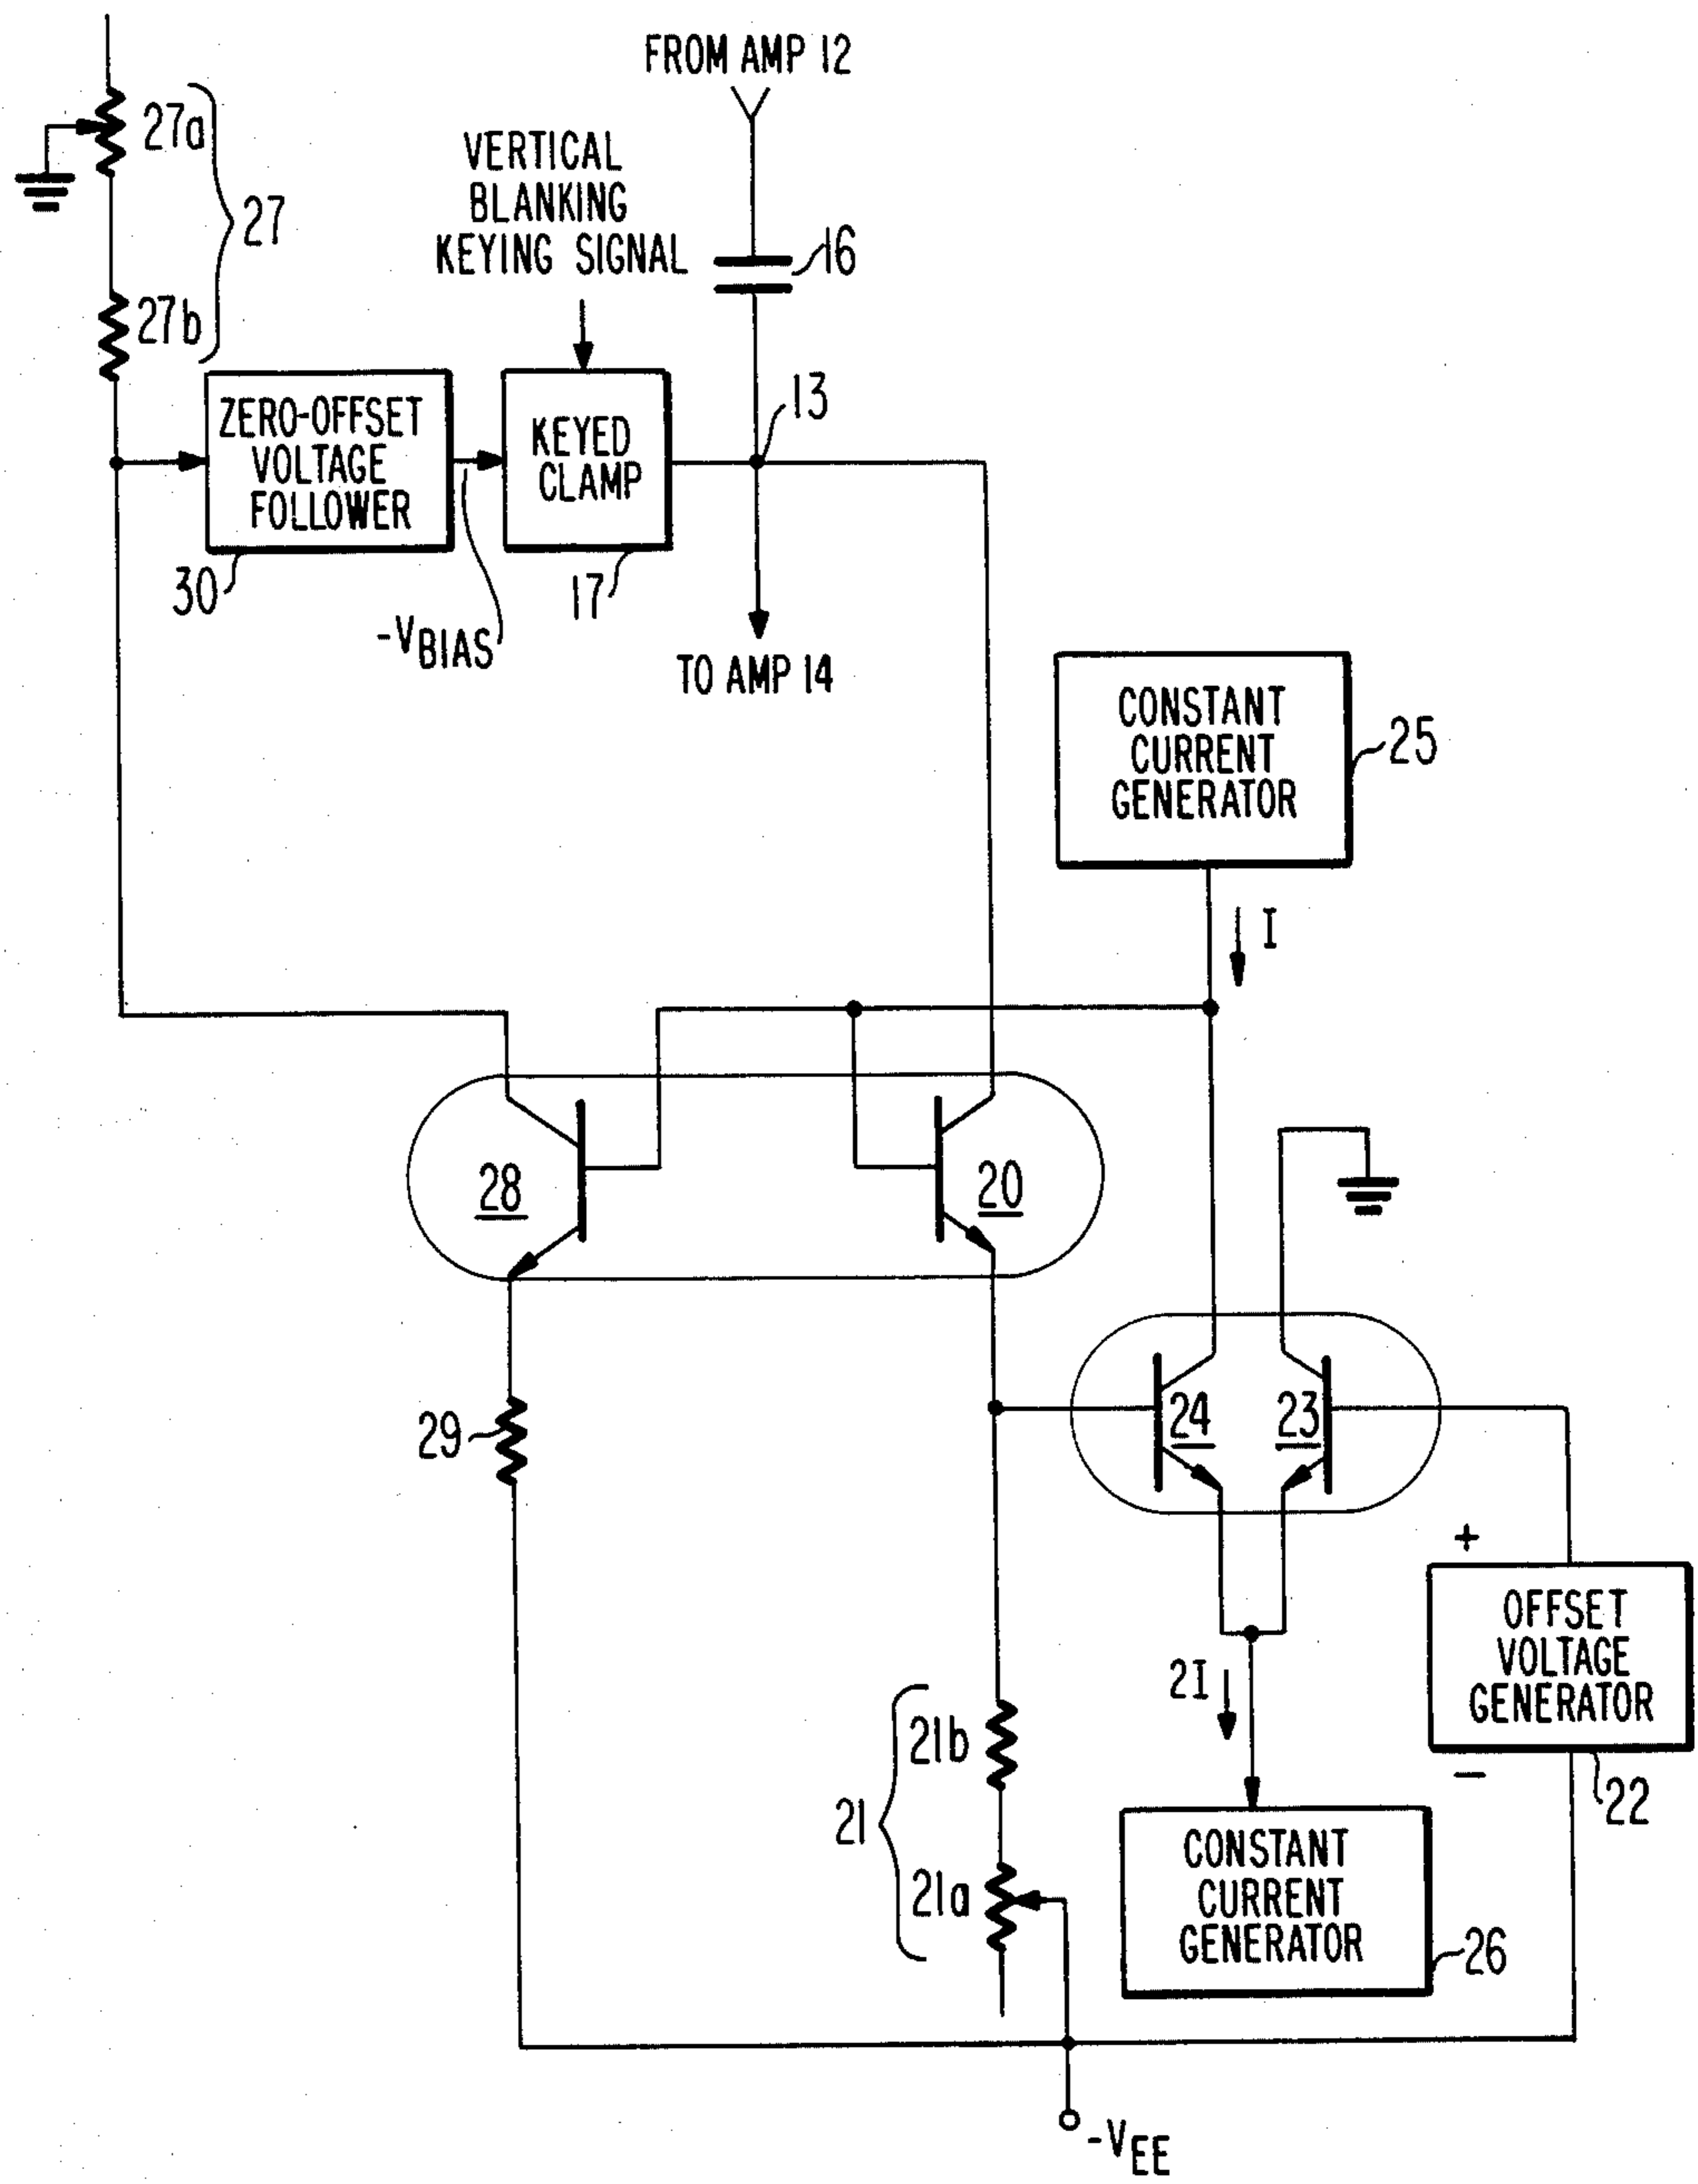 FROM AMP 12
27a
27
27b
VERTICAL
BLANKING
KEYING SIGNAL
16
ZERO-OFFSET
VOLTAGE
FOLLOWER
30
-VBIAS
KEYED
CLAMP
17
13
TO AMP 14
CONSTANT
CURRENT
GENERATOR
25
I
28
20
24
23
29
+
OFFSET
VOLTAGE
GENERATOR
−
22
2I
21b
21
21a
CONSTANT
CURRENT
GENERATOR
26
-VEE